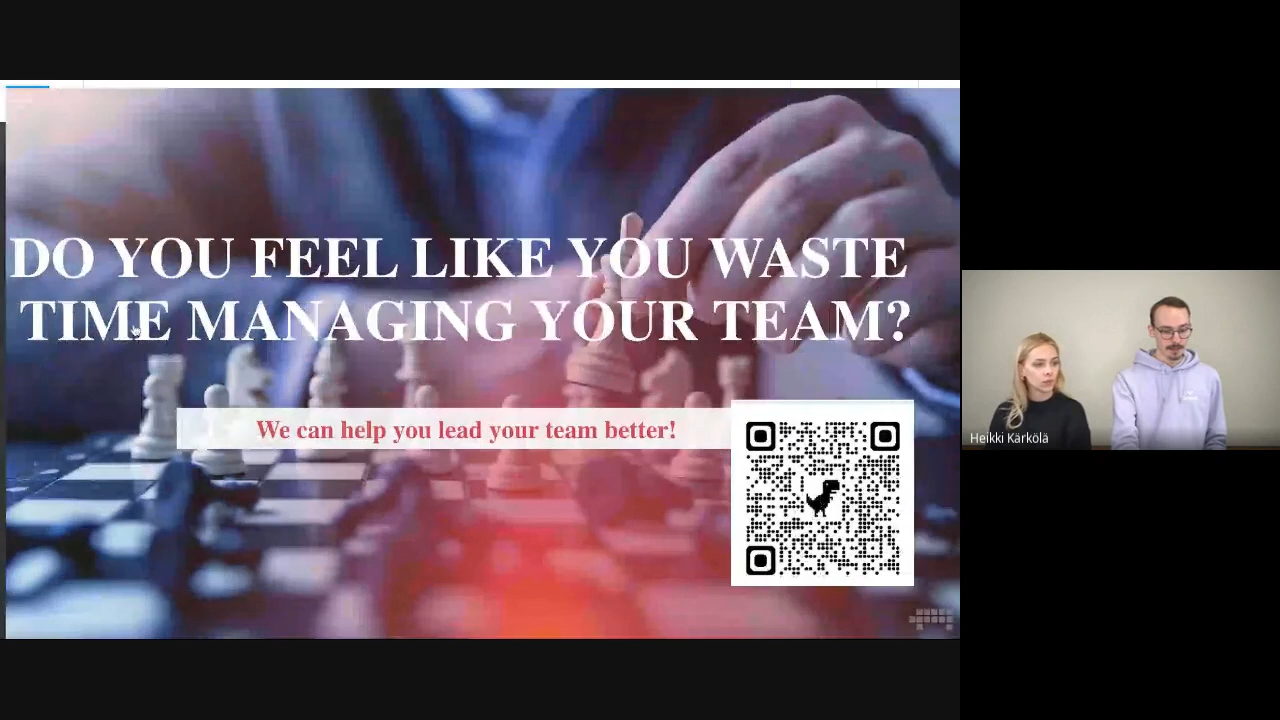 DO YOU FEEL LIKE YOU WASTE
TIME MANAGING YOUR TEAM?
We can help you lead your team better!
Heikki Kärkölä